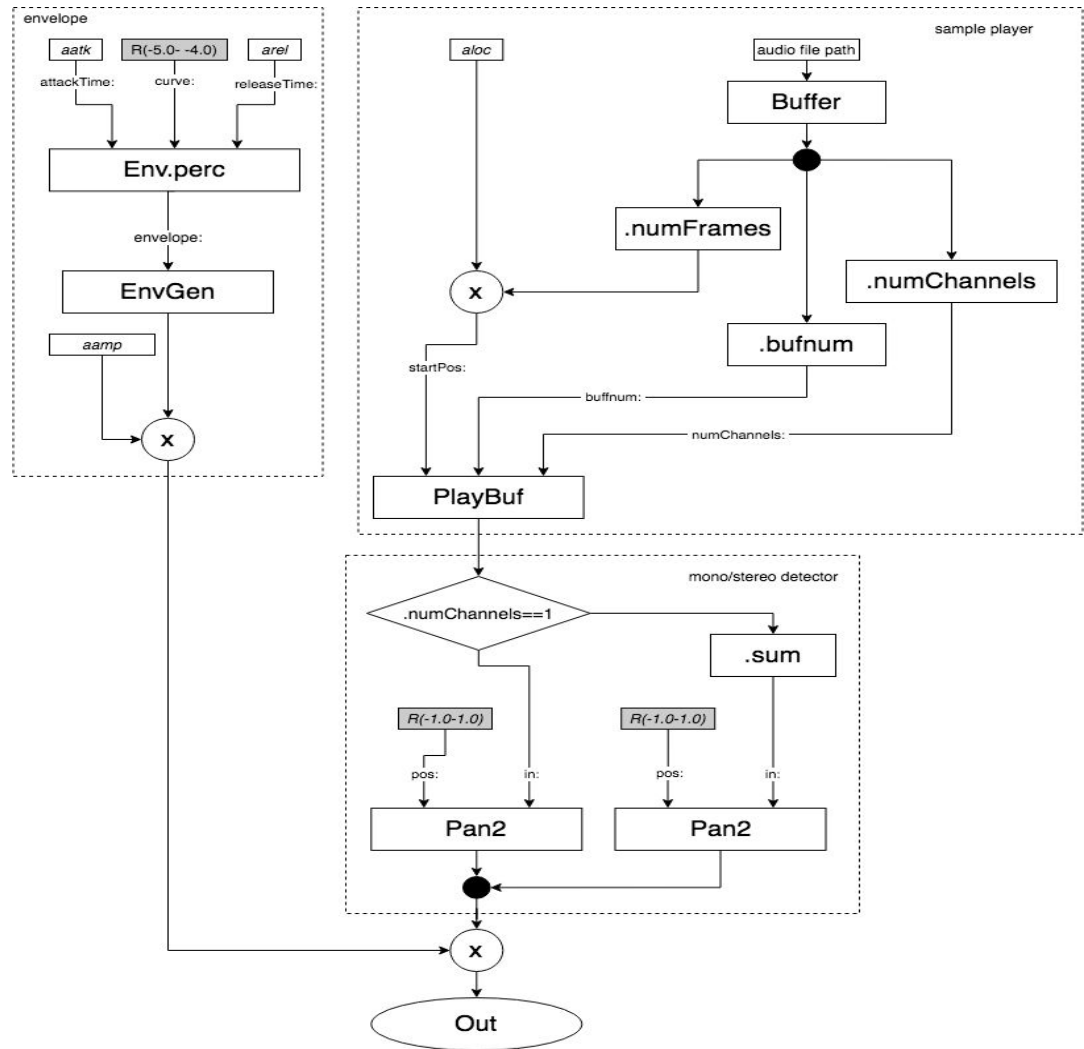 envelope
aatk
R(-5.0- -4.0)
arel
attackTime:
curve:
releaseTime:
Env.perc
envelope:
EnvGen
aamp
x
sample player
aloc
audio file path
Buffer
.numFrames
.numChannels
x
.bufnum
startPos:
buffnum:
numChannels:
PlayBuf
mono/stereo detector
.numChannels==1
.sum
R(-1.0-1.0)
R(-1.0-1.0)
pos:
in:
pos:
in:
Pan2
Pan2
x
Out